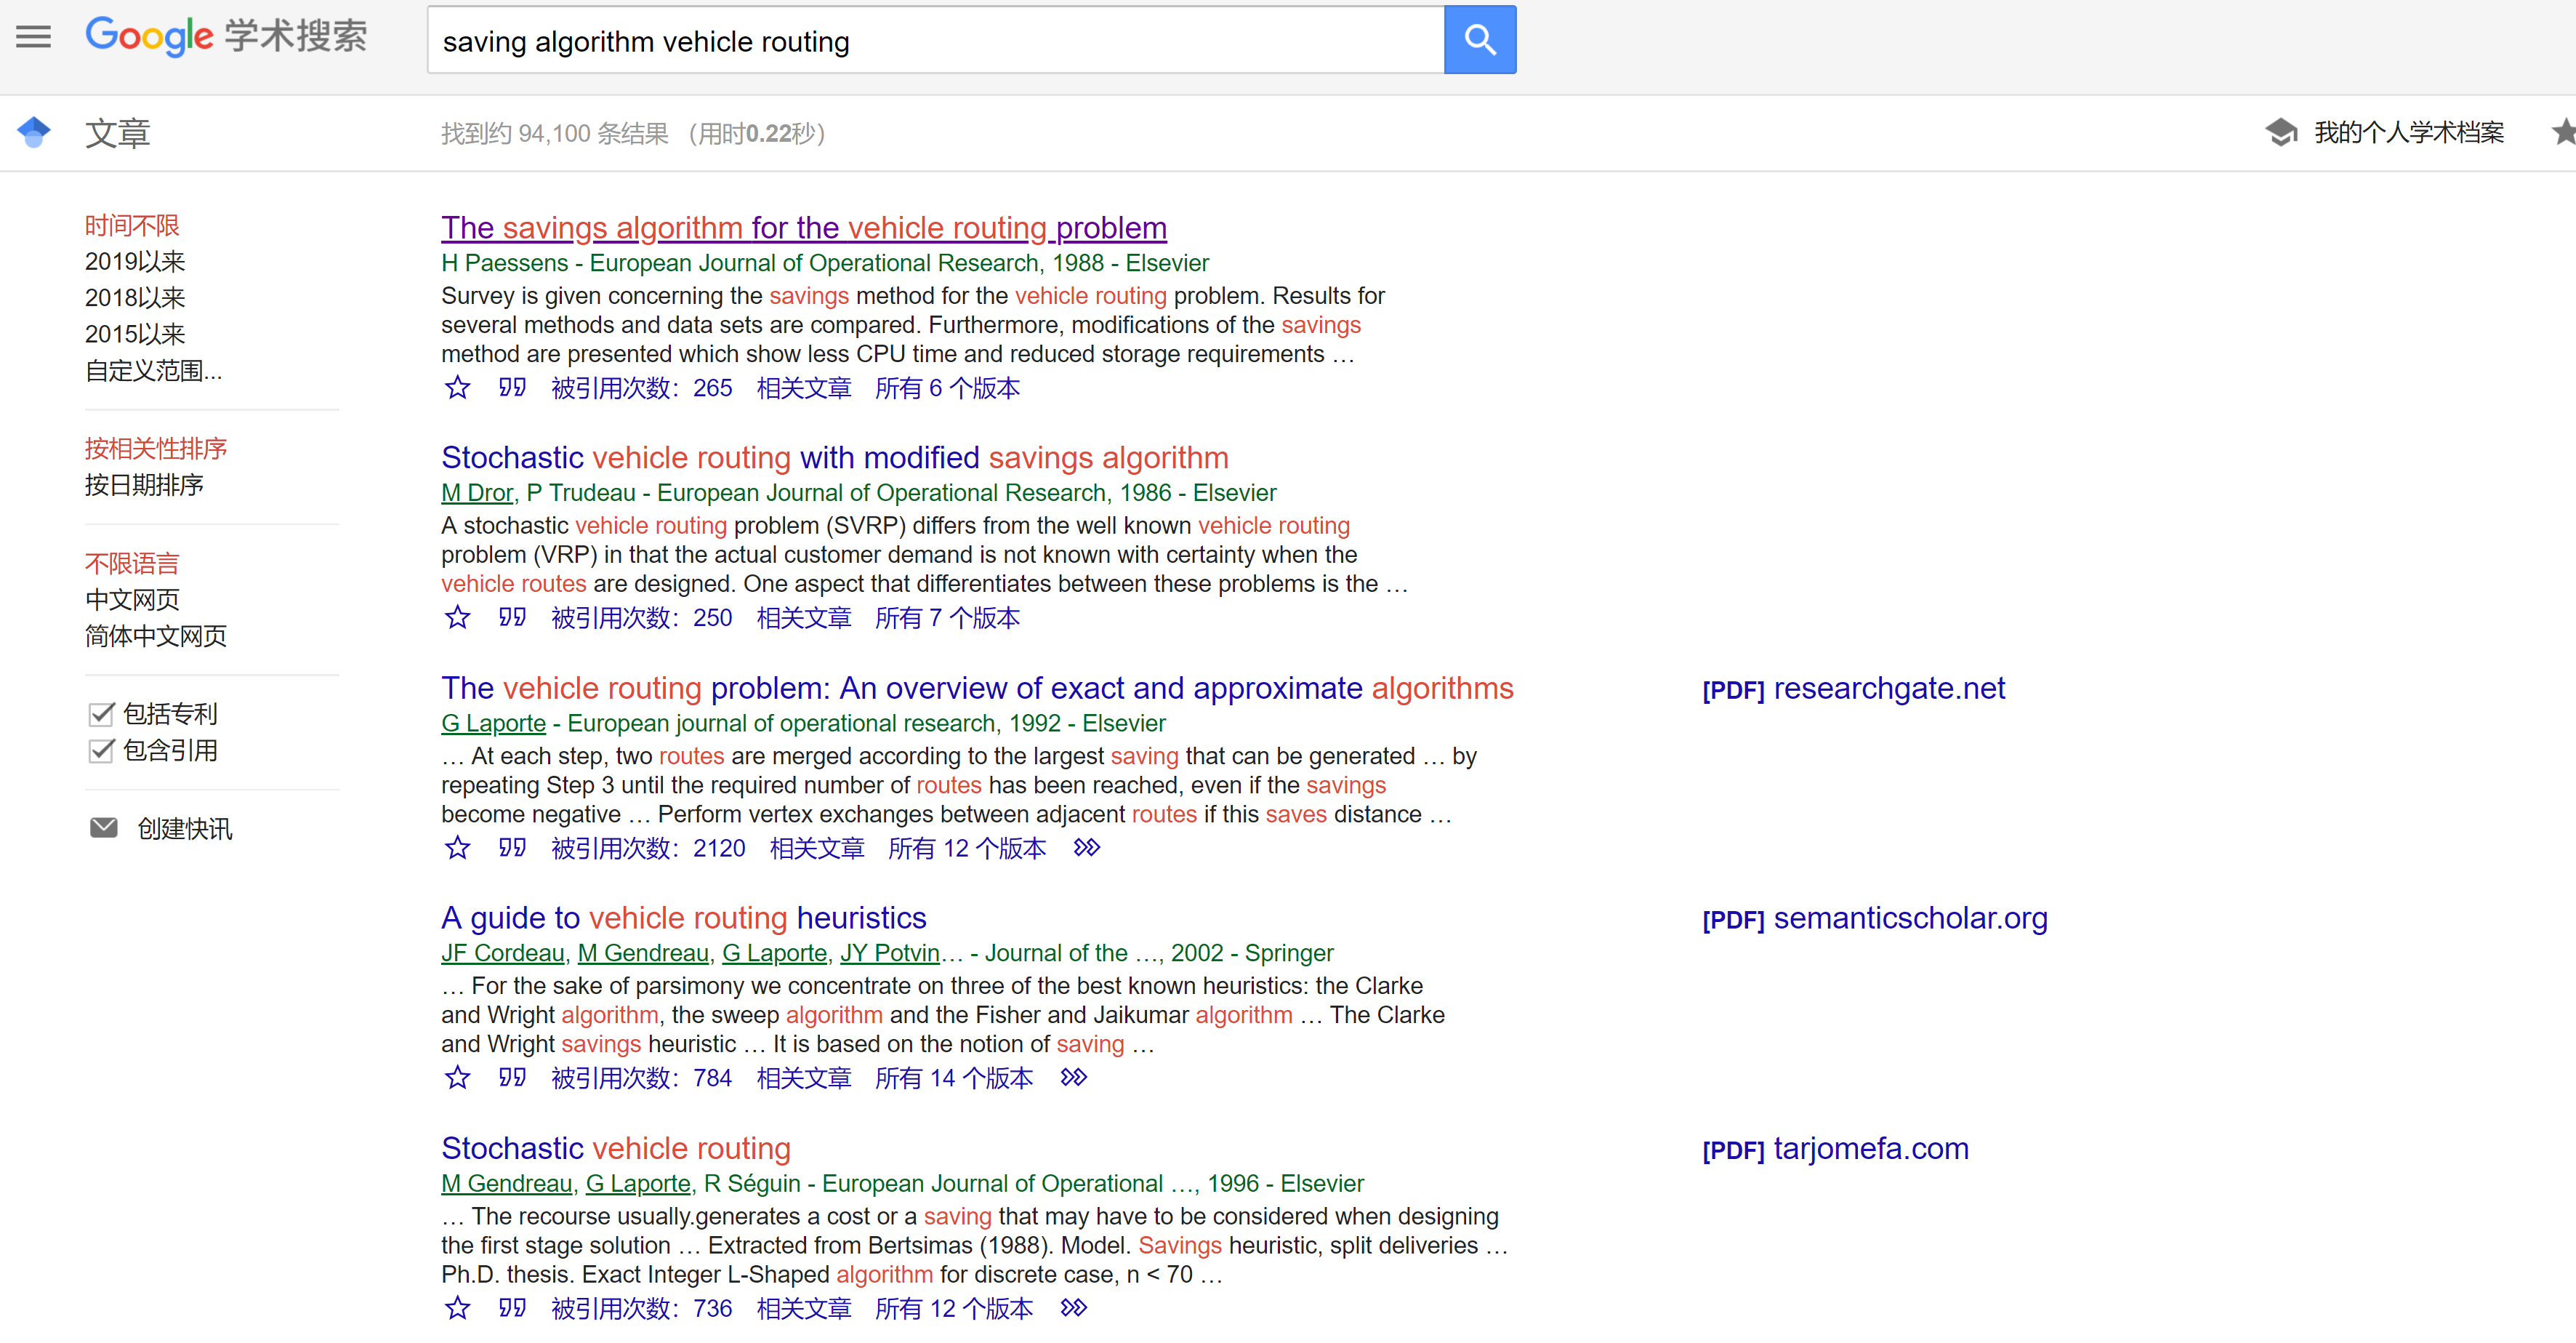 Google 学术搜索
saving algorithm vehicle routing
文章
找到约 94,100 条结果 （用时0.22秒）
我的个人学术档案
时间不限
2019以来
2018以来
2015以来
自定义范围...
按相关性排序
按日期排序
不限语言
中文网页
简体中文网页
包括专利
包含引用
创建快讯
The savings algorithm for the vehicle routing problem
H Paessens - European Journal of Operational Research, 1988 - Elsevier
Survey is given concerning the savings method for the vehicle routing problem. Results for
several methods and data sets are compared. Furthermore, modifications of the savings
method are presented which show less CPU time and reduced storage requirements …
被引用次数：265 相关文章 所有 6 个版本
Stochastic vehicle routing with modified savings algorithm
M Dror, P Trudeau - European Journal of Operational Research, 1986 - Elsevier
A stochastic vehicle routing problem (SVRP) differs from the well known vehicle routing
problem (VRP) in that the actual customer demand is not known with certainty when the
vehicle routes are designed. One aspect that differentiates between these problems is the …
被引用次数：250 相关文章 所有 7 个版本
The vehicle routing problem: An overview of exact and approximate algorithms
[PDF] researchgate.net
G Laporte - European journal of operational research, 1992 - Elsevier
… At each step, two routes are merged according to the largest saving that can be generated … by
repeating Step 3 until the required number of routes has been reached, even if the savings
become negative … Perform vertex exchanges between adjacent routes if this saves distance …
被引用次数：2120 相关文章 所有 12 个版本
A guide to vehicle routing heuristics
[PDF] semanticscholar.org
JF Cordeau, M Gendreau, G Laporte, JY Potvin… - Journal of the …, 2002 - Springer
… For the sake of parsimony we concentrate on three of the best known heuristics: the Clarke
and Wright algorithm, the sweep algorithm and the Fisher and Jaikumar algorithm … The Clarke
and Wright savings heuristic … It is based on the notion of saving …
被引用次数：784 相关文章 所有 14 个版本
Stochastic vehicle routing
[PDF] tarjomefa.com
M Gendreau, G Laporte, R Séguin - European Journal of Operational …, 1996 - Elsevier
… The recourse usually.generates a cost or a saving that may have to be considered when designing
the first stage solution … Extracted from Bertsimas (1988). Model. Savings heuristic, split deliveries …
Ph.D. thesis. Exact Integer L-Shaped algorithm for discrete case, n < 70 …
被引用次数：736 相关文章 所有 12 个版本